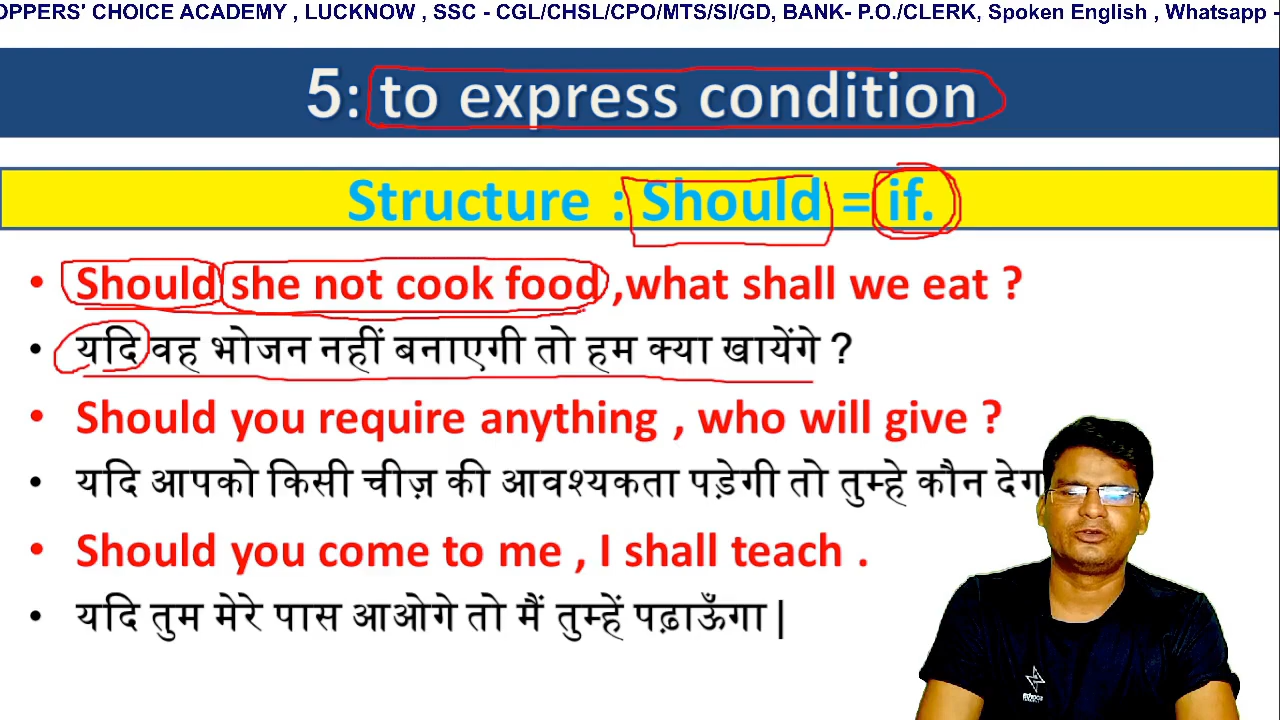 OPPERS' CHOICE ACADEMY , LUCKNOW , SSC - CGL/CHSL/CPO/MTS/SI/GD, BANK- P.O./CLERK, Spoken English , Whatsapp -
5: to express condition
Structure : Should = if.
• Should she not cook food ,what shall we eat ?
• यदि वह भोजन नहीं बनाएगी तो हम क्या खायेंगे ?
• Should you require anything , who will give ?
• यदि आपको किसी चीज़ की आवश्यकता पड़ेगी तो तुम्हे कौन देगा
• Should you come to me , I shall teach .
• यदि तुम मेरे पास आओगे तो मैं तुम्हें पढ़ाऊँगा|